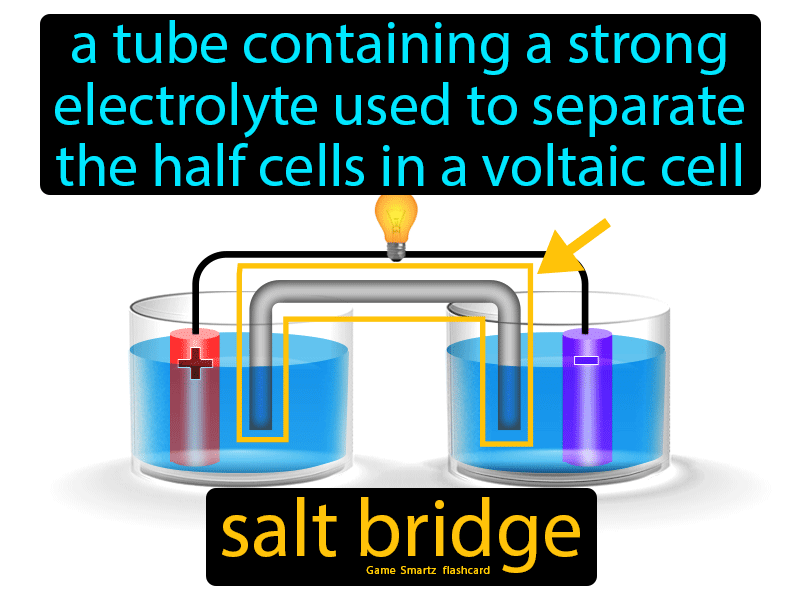 a tube containing a strong
electrolyte used to separate
the half cells in a voltaic cell
+
-
salt bridge
Game Smartz flashcard